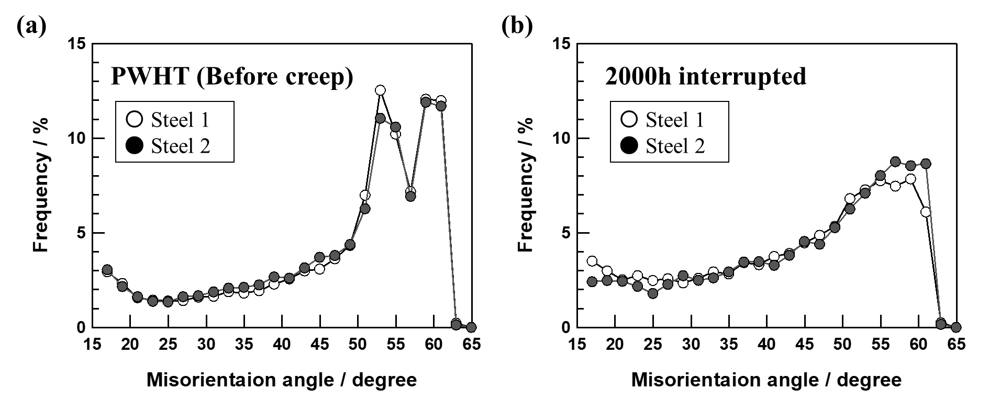 (a)
15
10
5
0
Frequency / %
PWHT (Before creep)
Steel 1
Steel 2
15 20 25 30 35 40 45 50 55 60 65
Misorientaion angle / degree
(b)
15
10
5
0
Frequency / %
2000h interrupted
Steel 1
Steel 2
15 20 25 30 35 40 45 50 55 60 65
Misorientaion angle / degree